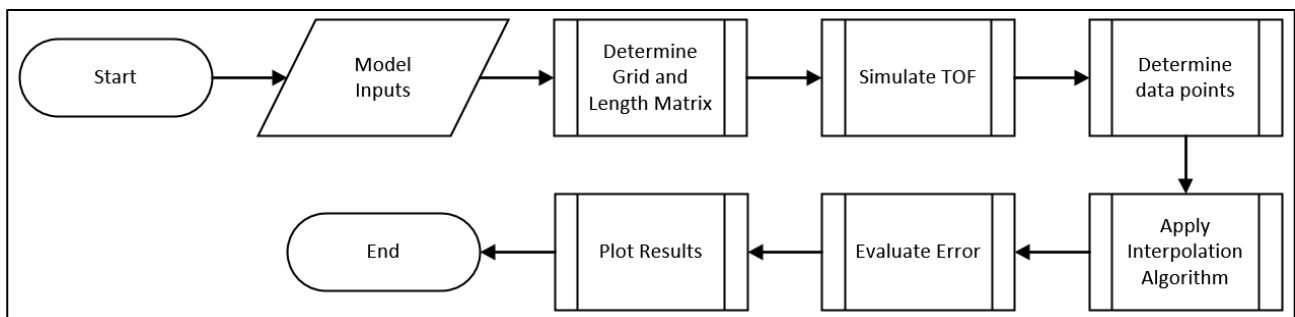 Start
Model
Inputs
Determine
Grid and
Length Matrix
Simulate TOF
Determine
data points
Apply
Interpolation
Algorithm
Evaluate Error
Plot Results
End